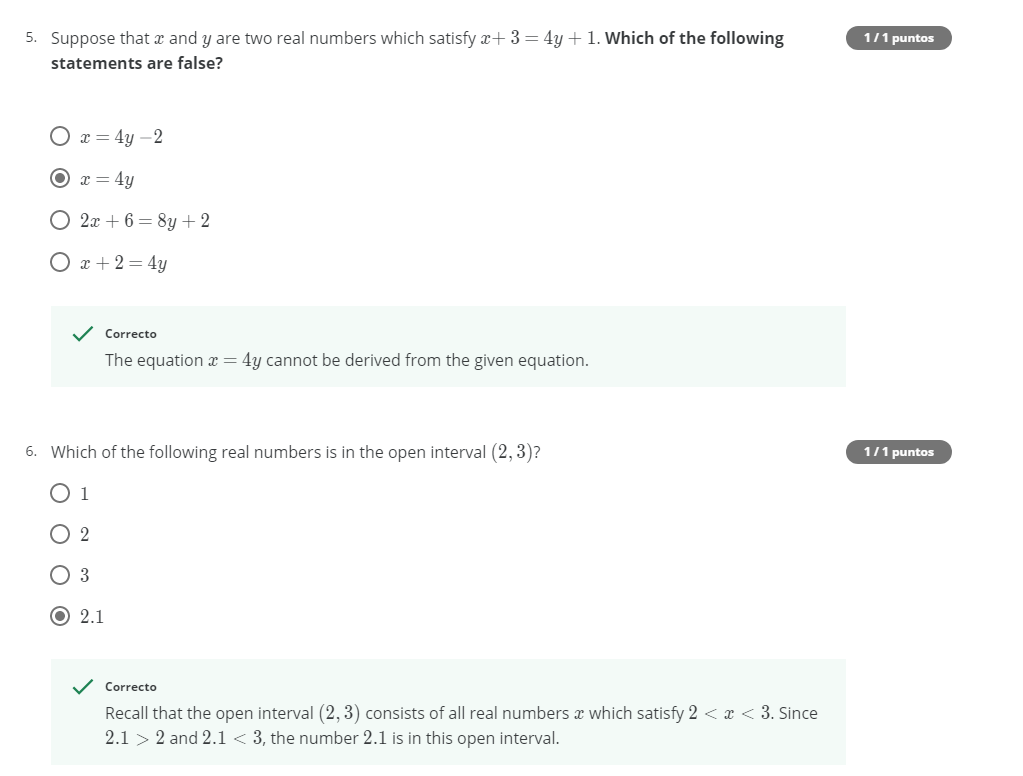 5. Suppose that x and y are two real numbers which satisfy x+ 3 = 4y + 1. Which of the following 1 / 1 puntos
statements are false?
x = 4y −2
x = 4y
2x + 6 = 8y + 2
x + 2 = 4y
Correcto
The equation x = 4y cannot be derived from the given equation.
6. Which of the following real numbers is in the open interval (2, 3)? 1 / 1 puntos
1
2
3
2.1
Correcto
Recall that the open interval (2, 3) consists of all real numbers x which satisfy 2 < x < 3. Since
2.1 > 2 and 2.1 < 3, the number 2.1 is in this open interval.